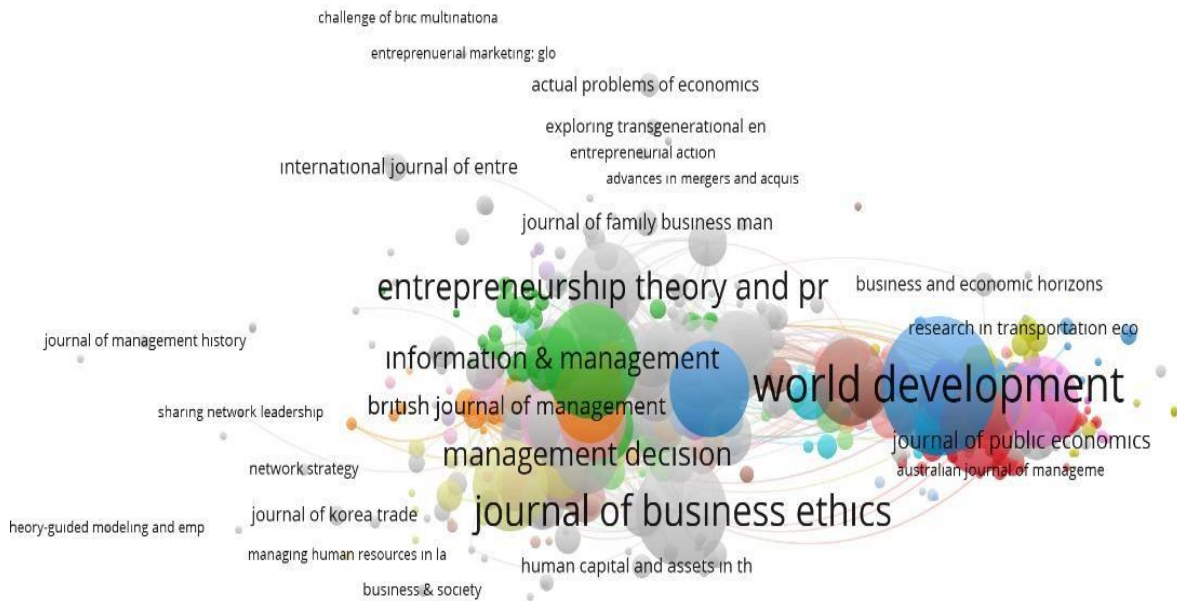 challenge of bric multinationa
entreprenuerial marketing: glo
actual problems of economics
exploring transgenerational en
entrepreneurial action
international journal of entre
advances in mergers and acquis
journal of family business man
entrepreneurship theory and pr
business and economic horizons
research in transportation eco
journal of management history
information & management
world development
sharing network leadership
british journal of management
journal of public economics
management decision
network strategy
australian journal of manageme
journal of korea trade
journal of business ethics
heory-guided modeling and emp
managing human resources in la
human capital and assets in th
business & society